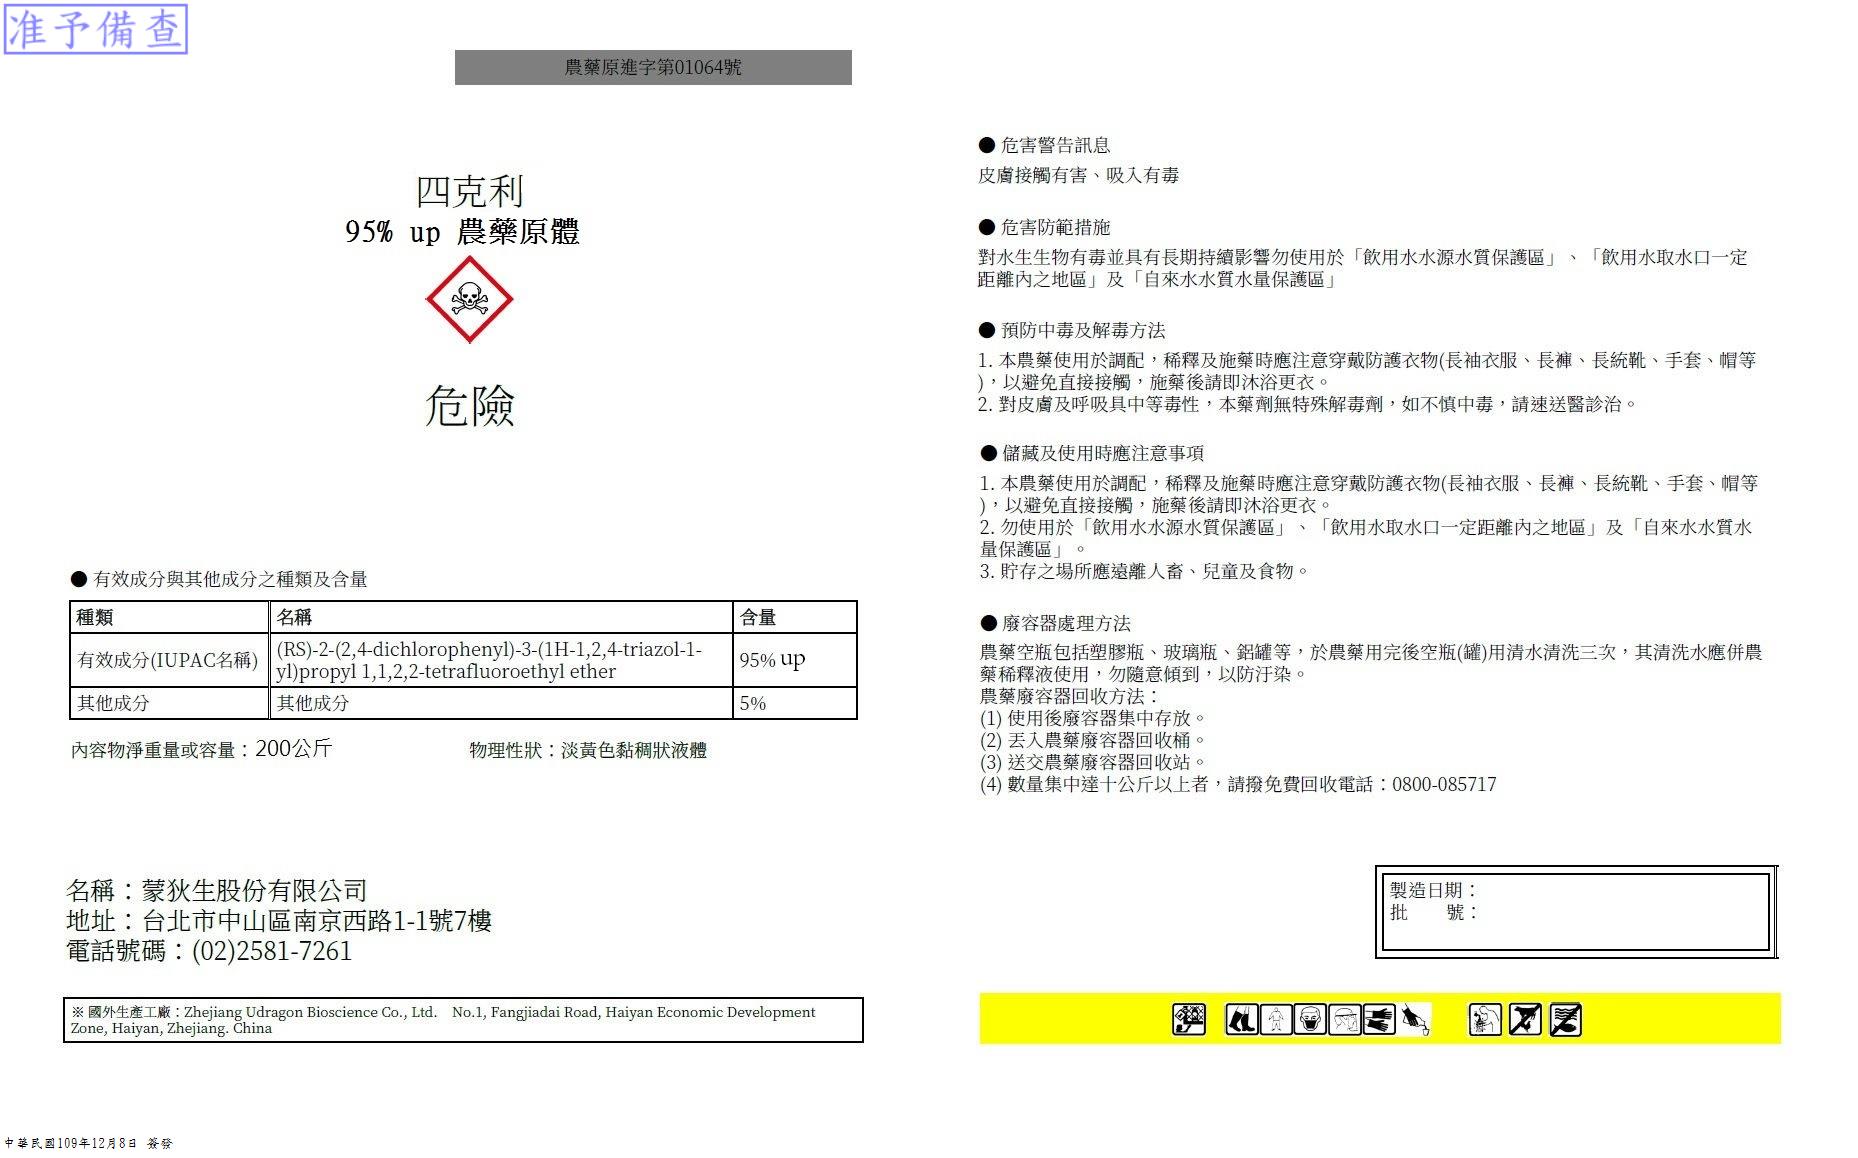 准予備查
農藥原進字第01064號
四克利
95% up 農藥原體
危險
● 有效成分與其他成分之種類及含量
種類 名稱 含量
有效成分(IUPAC名稱) (RS)-2-(2,4-dichlorophenyl)-3-(1H-1,2,4-triazol-1-
yl)propyl 1,1,2,2-tetrafluoroethyl ether 95% up
其他成分 其他成分 5%
內容物淨重量或容量：200公斤 物理性狀：淡黃色黏稠狀液體
名稱：蒙狄生股份有限公司
地址：台北市中山區南京西路1-1號7樓
電話號碼：(02)2581-7261
※ 國外生產工廠：Zhejiang Udragon Bioscience Co., Ltd. No.1, Fangjiadai Road, Haiyan Economic Development
Zone, Haiyan, Zhejiang. China
● 危害警告訊息
皮膚接觸有害、吸入有毒
● 危害防範措施
對水生生物有毒並具有長期持續影響勿使用於「飲用水水源水質保護區」、「飲用水取水口一定
距離內之地區」及「自來水水質水量保護區」
● 預防中毒及解毒方法
1. 本農藥使用於調配，稀釋及施藥時應注意穿戴防護衣物(長袖衣服、長褲、長統靴、手套、帽等
)，以避免直接接觸，施藥後請即沐浴更衣。
2. 對皮膚及呼吸具中等毒性，本藥劑無特殊解毒劑，如不慎中毒，請速送醫診治。
● 儲藏及使用時應注意事項
1. 本農藥使用於調配，稀釋及施藥時應注意穿戴防護衣物(長袖衣服、長褲、長統靴、手套、帽等
)，以避免直接接觸，施藥後請即沐浴更衣。
2. 勿使用於「飲用水水源水質保護區」、「飲用水取水口一定距離內之地區」及「自來水水質水
量保護區」。
3. 貯存之場所應遠離人畜、兒童及食物。
● 廢容器處理方法
農藥空瓶包括塑膠瓶、玻璃瓶、鋁罐等，於農藥用完後空瓶(罐)用清水清洗三次，其清洗水應併農
藥稀釋液使用，勿隨意傾到，以防汙染。
農藥廢容器回收方法：
(1) 使用後廢容器集中存放。
(2) 丟入農藥廢容器回收桶。
(3) 送交農藥廢容器回收站。
(4) 數量集中達十公斤以上者，請撥免費回收電話：0800-085717
製造日期：
批 號：
中華民國109年12月8日 簽發